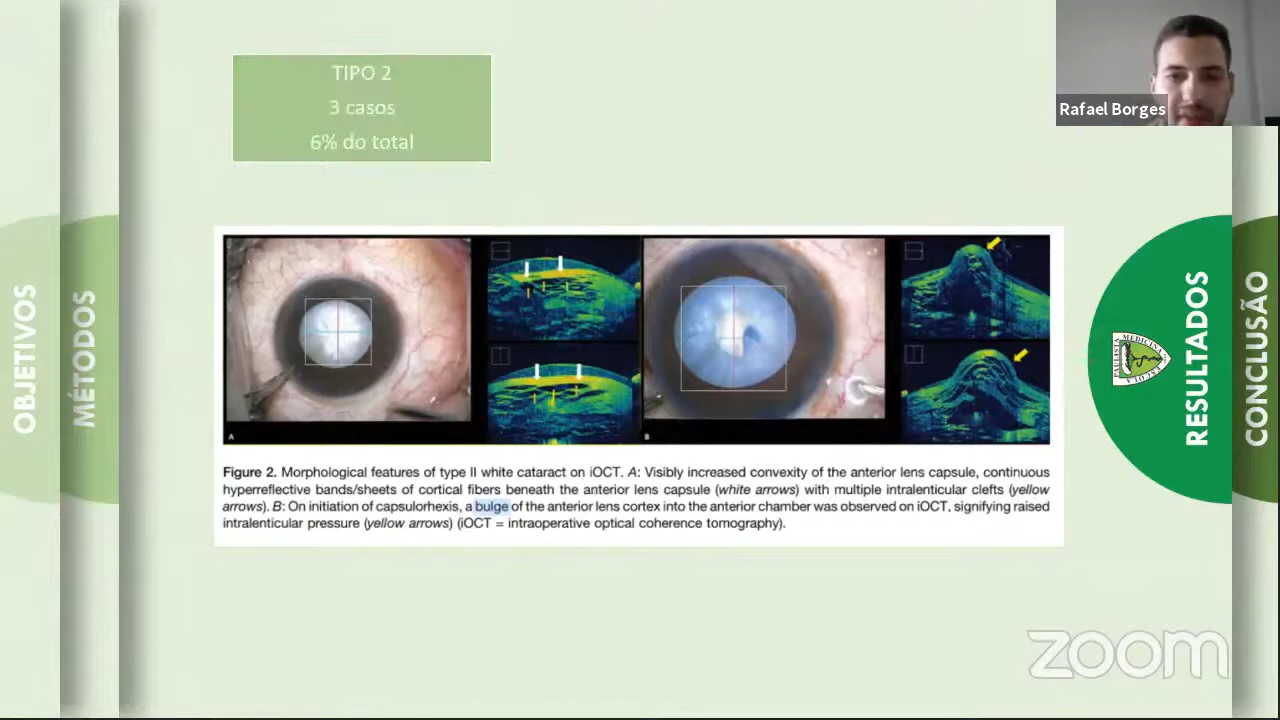 TIPO 2
3 casos
6% do total
Rafael Borges
OBJETIVOS
MÉTODOS
A
B
Figure 2. Morphological features of type II white cataract on iOCT. A: Visibly increased convexity of the anterior lens capsule, continuous
hyperreflective bands/sheets of cortical fibers beneath the anterior lens capsule (white arrows) with multiple intralenticular clefts (yellow
arrows). B: On initiation of capsulorhexis, a bulge of the anterior lens cortex into the anterior chamber was observed on iOCT, signifying raised
intralenticular pressure (yellow arrows) (iOCT = intraoperative optical coherence tomography).
ESCOLA
PAULISTA
MEDICINA
RESULTADOS
CONCLUSÃO
zoom